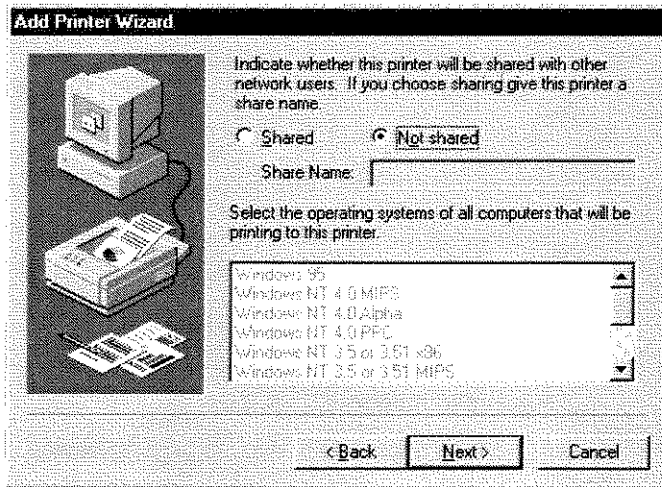 Add Printer Wizard
Indicate whether this printer will be shared with other
network users. If you choose sharing give this printer a
share name.
Shared Not shared
Share Name:
Select the operating systems of all computers that will be
printing to this printer.
Windows 95
Windows NT 4.0 MIPS
Windows NT 4.0 Alpha
Windows NT 4.0 PPC
Windows NT 3.5 or 3.51 x86
Windows NT 3.5 or 3.51 MIPS
< Back Next > Cancel